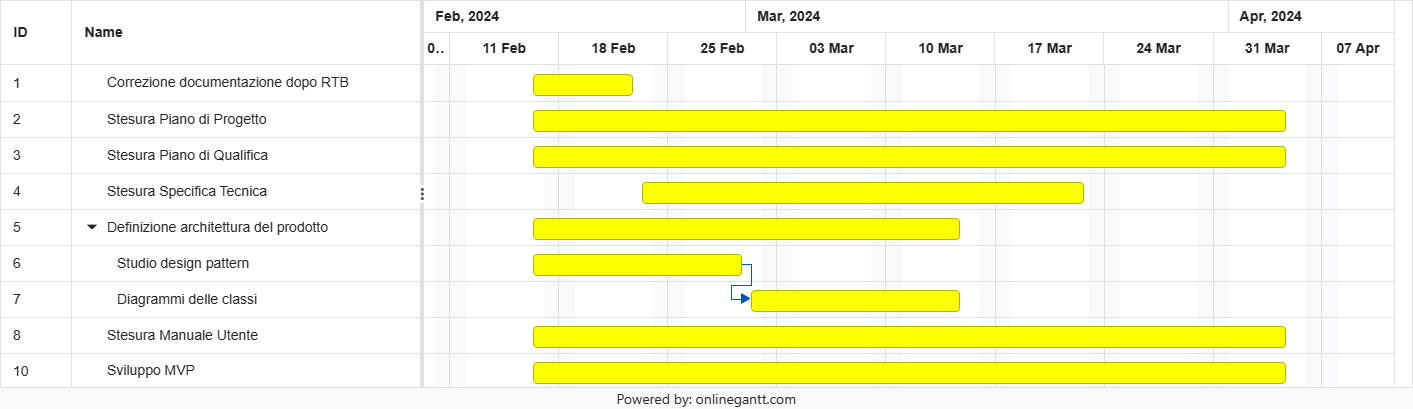 ID Name Feb, 2024 Mar, 2024 Apr, 2024
0.. 11 Feb 18 Feb 25 Feb 03 Mar 10 Mar 17 Mar 24 Mar 31 Mar 07 Apr
1 Correzione documentazione dopo RTB
2 Stesura Piano di Progetto
3 Stesura Piano di Qualifica
4 Stesura Specifica Tecnica
5 Definizione architettura del prodotto
6 Studio design pattern
7 Diagrammi delle classi
8 Stesura Manuale Utente
10 Sviluppo MVP
Powered by: onlinegantt.com